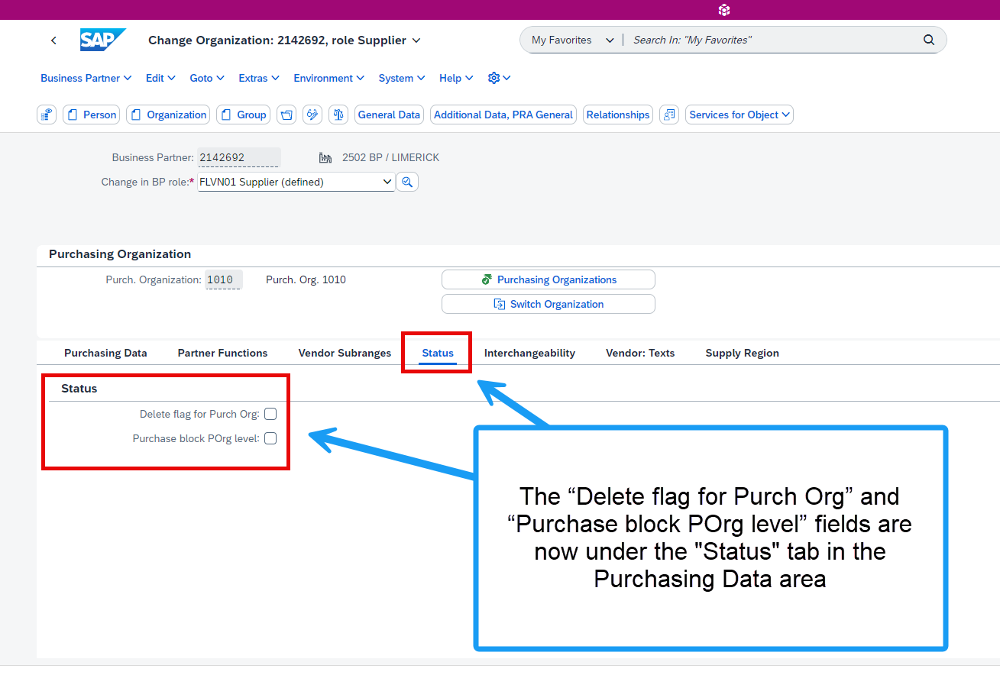 SAP
Change Organization: 2142692, role Supplier
My Favorites
Search In: "My Favorites"
Business Partner
Edit
Goto
Extras
Environment
System
Help
Person
Organization
Group
General Data
Additional Data, PRA General
Relationships
Services for Object
Business Partner: 2142692
2502 BP / LIMERICK
Change in BP role:* FLVN01 Supplier (defined)
Purchasing Organization
Purch. Organization: 1010
Purch. Org. 1010
Purchasing Organizations
Switch Organization
Purchasing Data
Partner Functions
Vendor Subranges
Status
Interchangeability
Vendor: Texts
Supply Region
Status
Delete flag for Purch Org:
Purchase block POrg level:
The “Delete flag for Purch Org” and
“Purchase block POrg level” fields are
now under the "Status" tab in the
Purchasing Data area